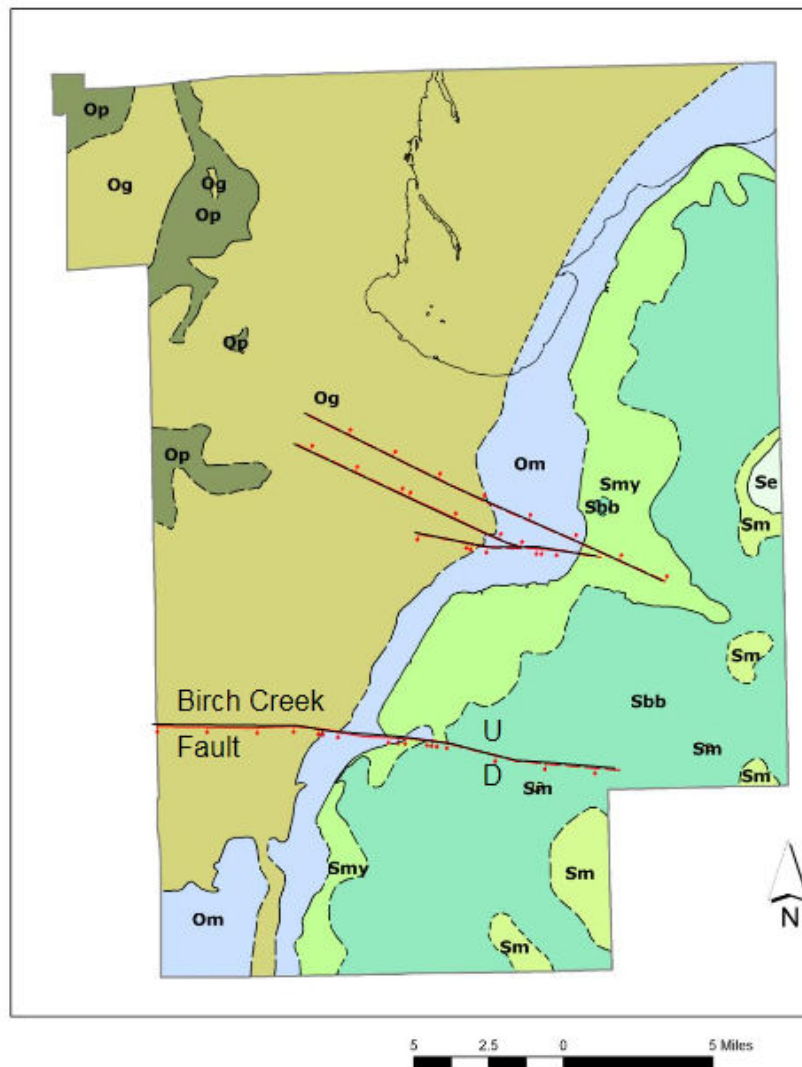 Op
Og
Og
Op
Op
Og
Op
Om
Smy
Sbb
Se
Sm
Sm
Sbb
Birch Creek
U
Fault
D
Sm
Sm
Sm
Smy
Sm
Om
Sm
N
5 2.5 0 5 Miles